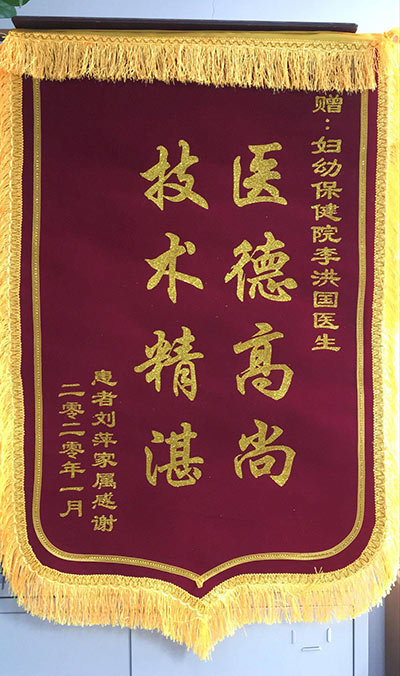 赠：妇幼保健院李洪国医生
医德高尚
技术精湛
患者刘萍家属感谢
二零二零年一月